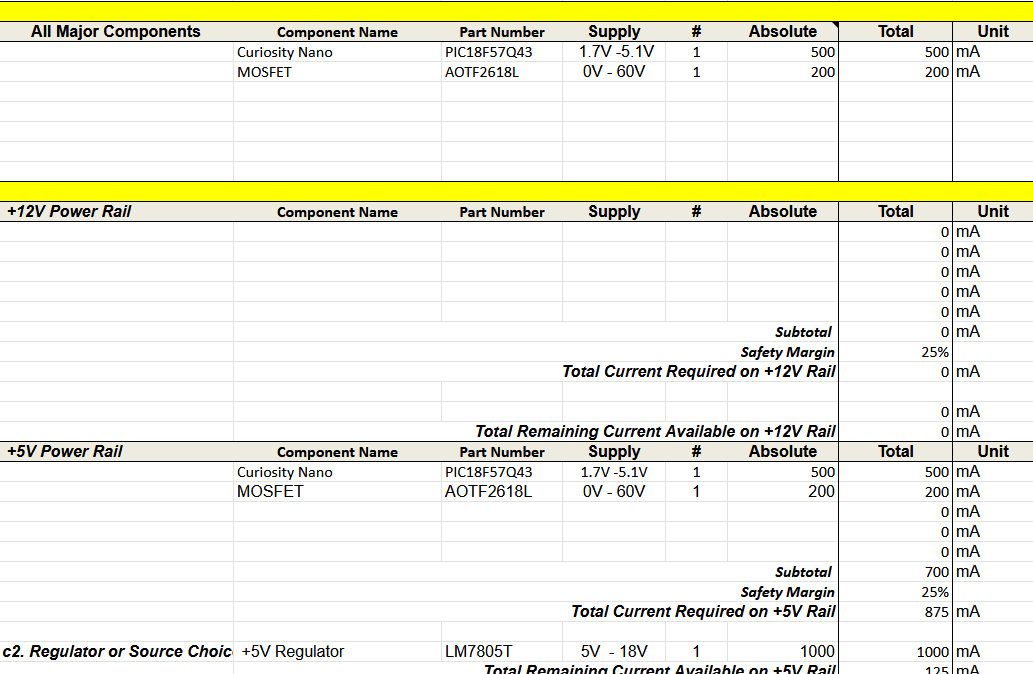 All Major Components Component Name Part Number Supply # Absolute Total Unit
Curiosity Nano PIC18F57Q43 1.7V -5.1V 1 500 500 mA
MOSFET AOTF2618L 0V - 60V 1 200 200 mA
+12V Power Rail Component Name Part Number Supply # Absolute Total Unit
0 mA
0 mA
0 mA
0 mA
0 mA
Subtotal 0 mA
Safety Margin 25%
Total Current Required on +12V Rail 0 mA
0 mA
Total Remaining Current Available on +12V Rail 0 mA
+5V Power Rail Component Name Part Number Supply # Absolute Total Unit
Curiosity Nano PIC18F57Q43 1.7V -5.1V 1 500 500 mA
MOSFET AOTF2618L 0V - 60V 1 200 200 mA
0 mA
0 mA
0 mA
Subtotal 700 mA
Safety Margin 25%
Total Current Required on +5V Rail 875 mA
c2. Regulator or Source Choic +5V Regulator LM7805T 5V - 18V 1 1000 1000 mA
Total Remaining Current Available on +5V Rail 125 mA